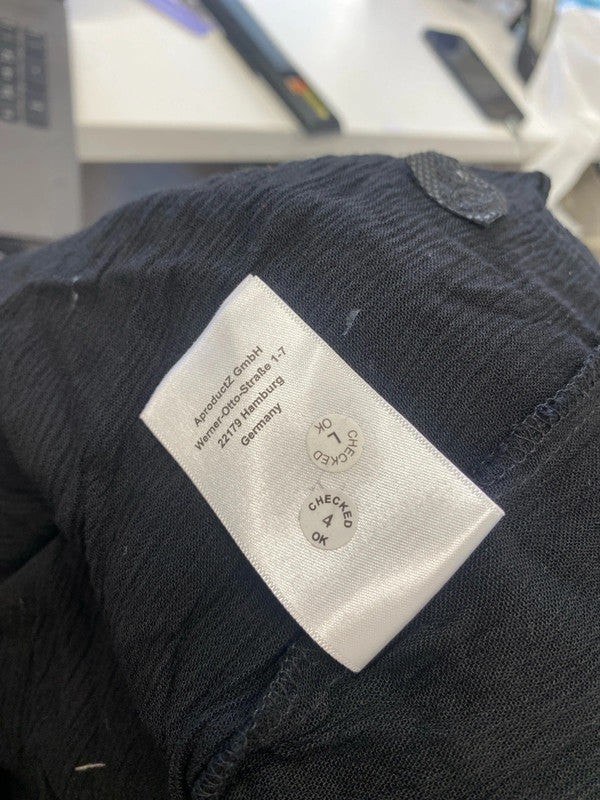 AproductZ GmbH
Werner-Otto-Straße 1-7
22179 Hamburg
Germany
CHECKED
7
OK
CHECKED
4
OK